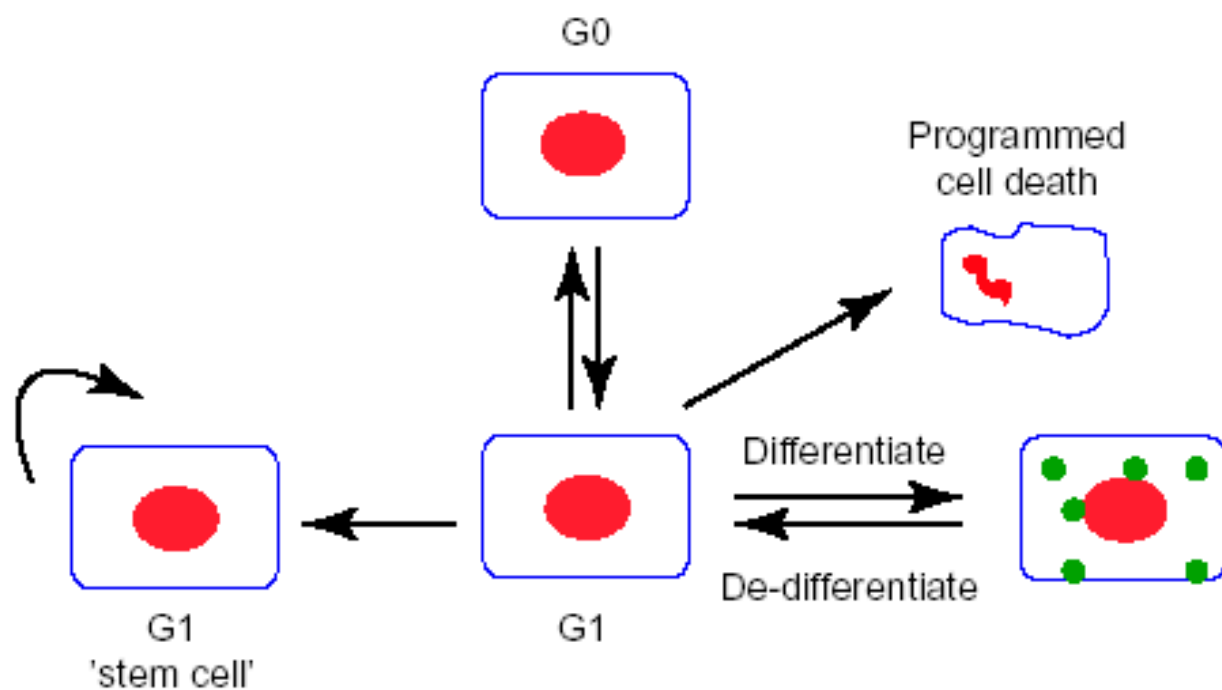 G0
Programmed
cell death
Differentiate
De-differentiate
G1
'stem cell'
G1